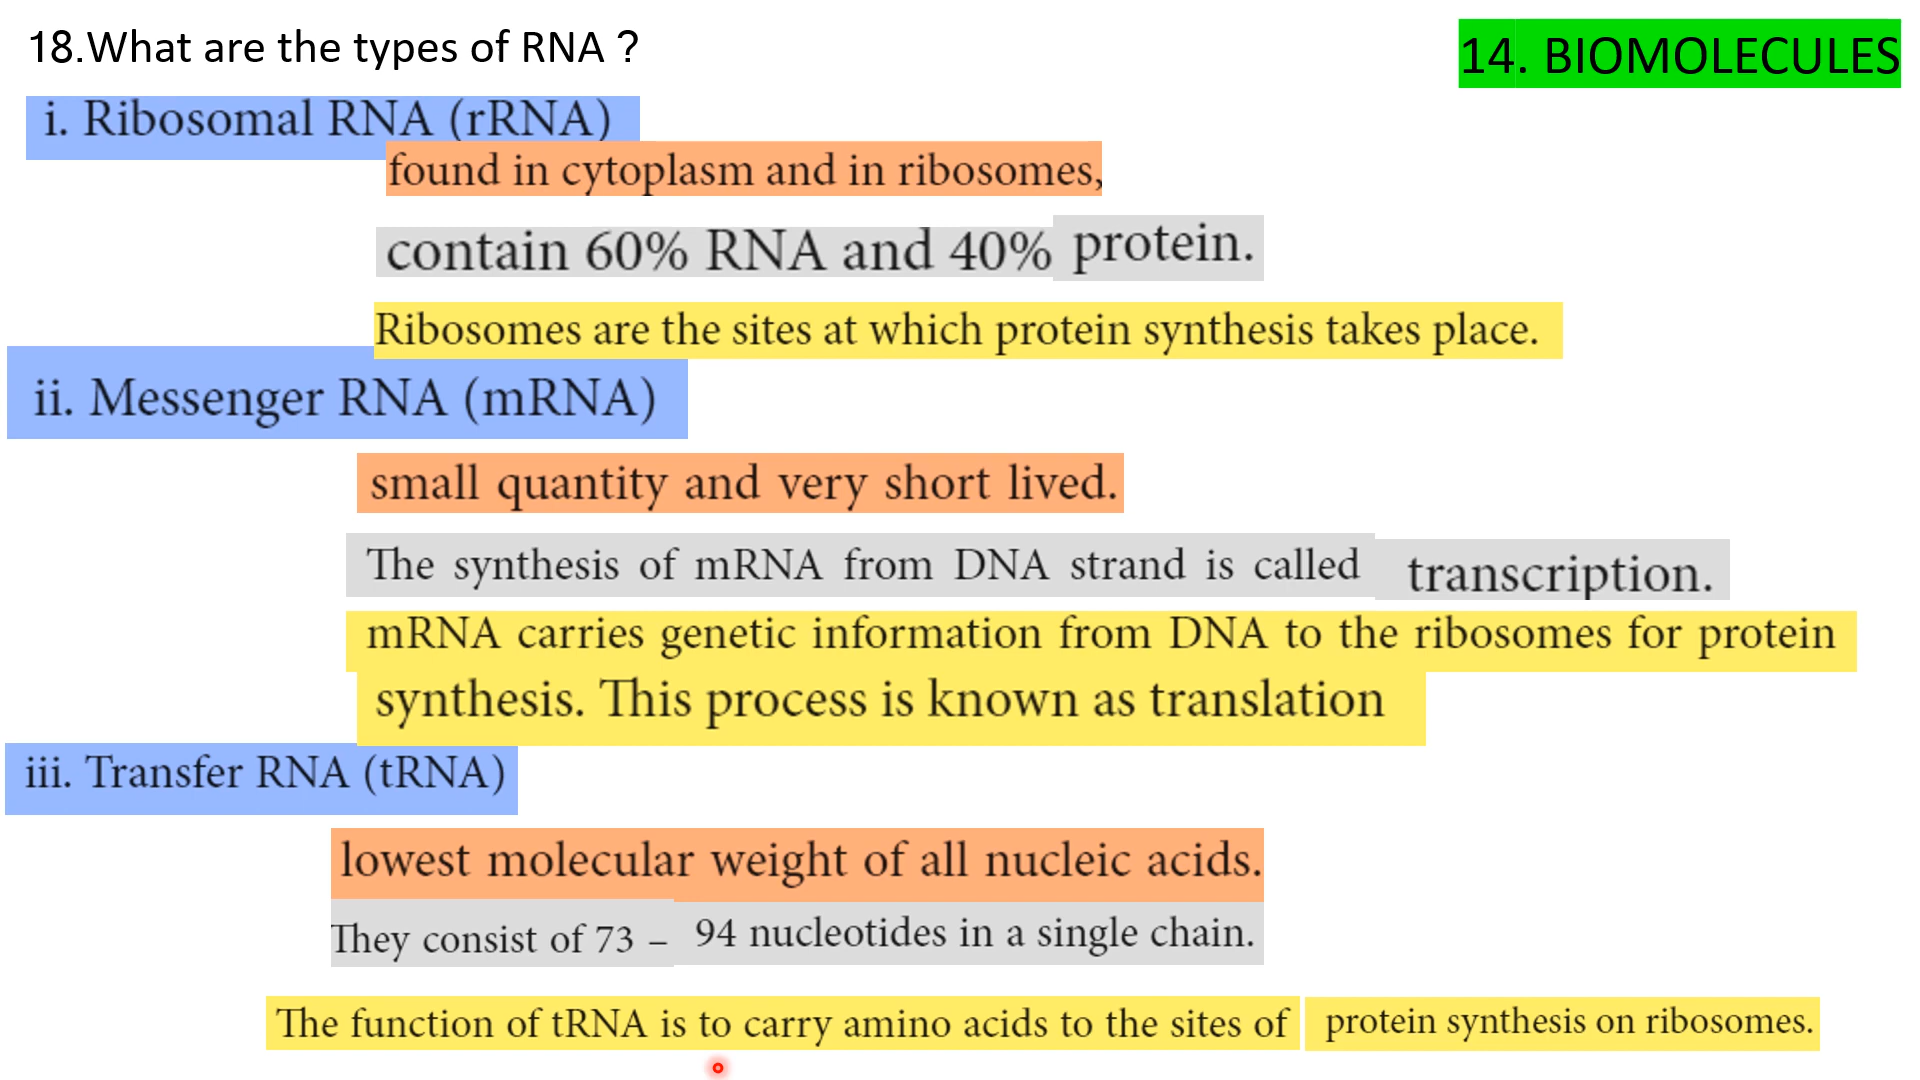 18.What are the types of RNA ?
14. BIOMOLECULES
i. Ribosomal RNA (rRNA)
found in cytoplasm and in ribosomes,
contain 60% RNA and 40% protein.
Ribosomes are the sites at which protein synthesis takes place.
ii. Messenger RNA (mRNA)
small quantity and very short lived.
The synthesis of mRNA from DNA strand is called transcription.
mRNA carries genetic information from DNA to the ribosomes for protein
synthesis. This process is known as translation
iii. Transfer RNA (tRNA)
lowest molecular weight of all nucleic acids.
They consist of 73 – 94 nucleotides in a single chain.
The function of tRNA is to carry amino acids to the sites of protein synthesis on ribosomes.